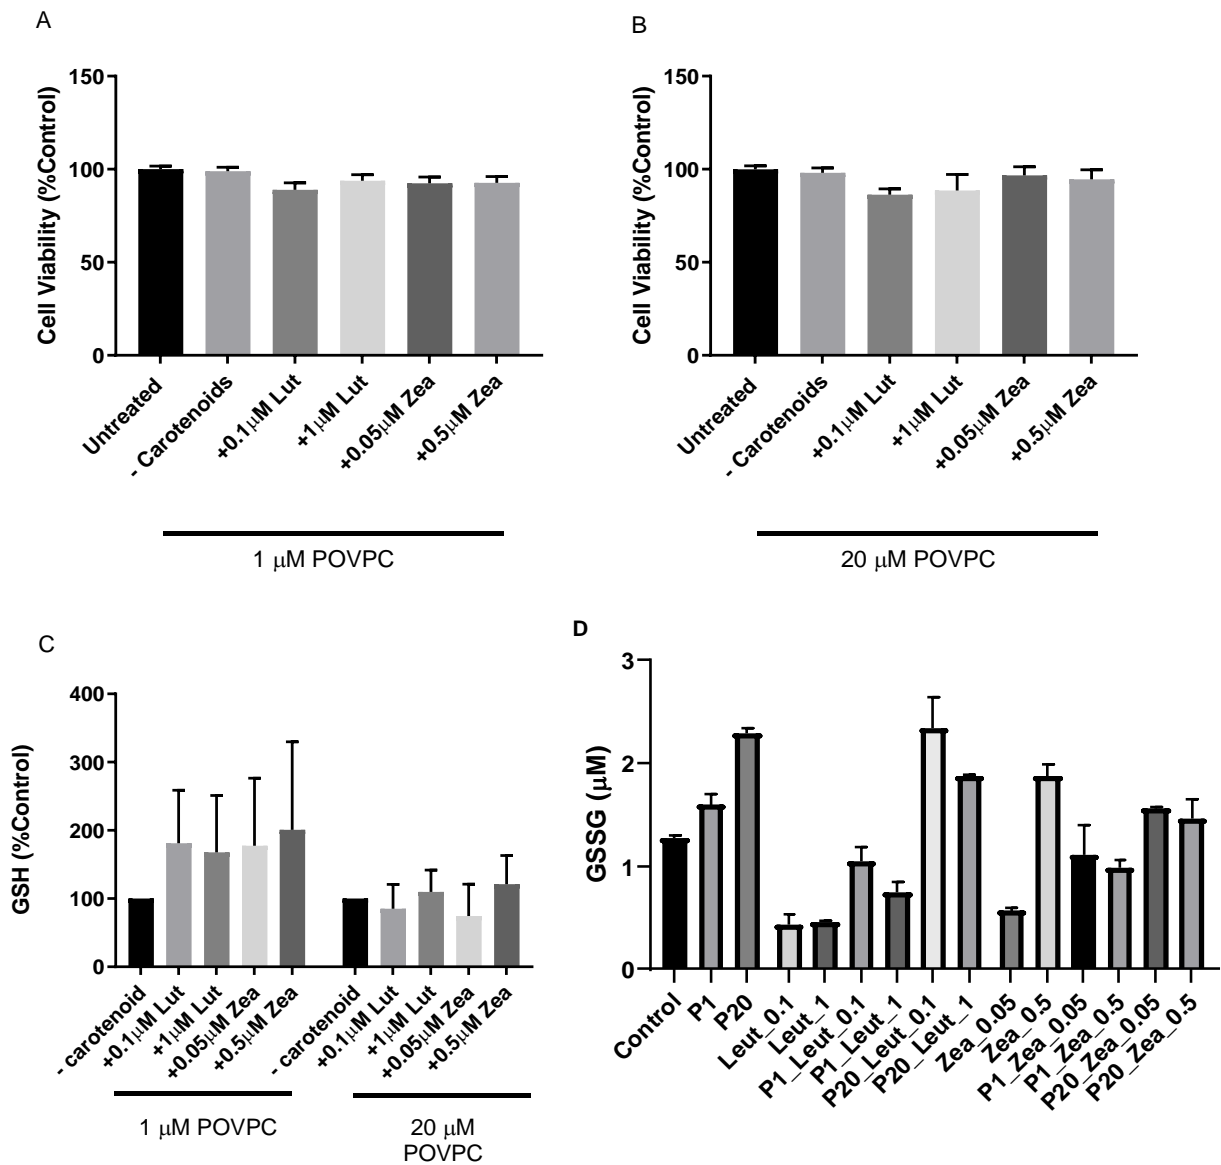 A
Cell Viability (%Control)
150
100
50
0
Untreated
- Carotenoids
+0.1μM Lut
+1μM Lut
+0.05μM Zea
+0.5μM Zea
1 μM POVPC
B
Cell Viability (%Control)
150
100
50
0
Untreated
- Carotenoids
+0.1μM Lut
+1μM Lut
+0.05μM Zea
+0.5μM Zea
20 μM POVPC
C
GSH (%Control)
400
300
200
100
0
- carotenoid
+0.1μM Lut
+1μM Lut
+0.05μM Zea
+0.5μM Zea
- carotenoid
+0.1μM Lut
+1μM Lut
+0.05μM Zea
+0.5μM Zea
1 μM POVPC
20 μM
POVPC
D
GSSG (μM)
3
2
1
0
Control
P1
P20
Leut_0.1
Leut_1
P1_Leut_0.1
P1_Leut_1
P20_Leut_0.1
P20_Leut_1
Zea_0.05
Zea_0.5
P1_Zea_0.05
P1_Zea_0.5
P20_Zea_0.05
P20_Zea_0.5